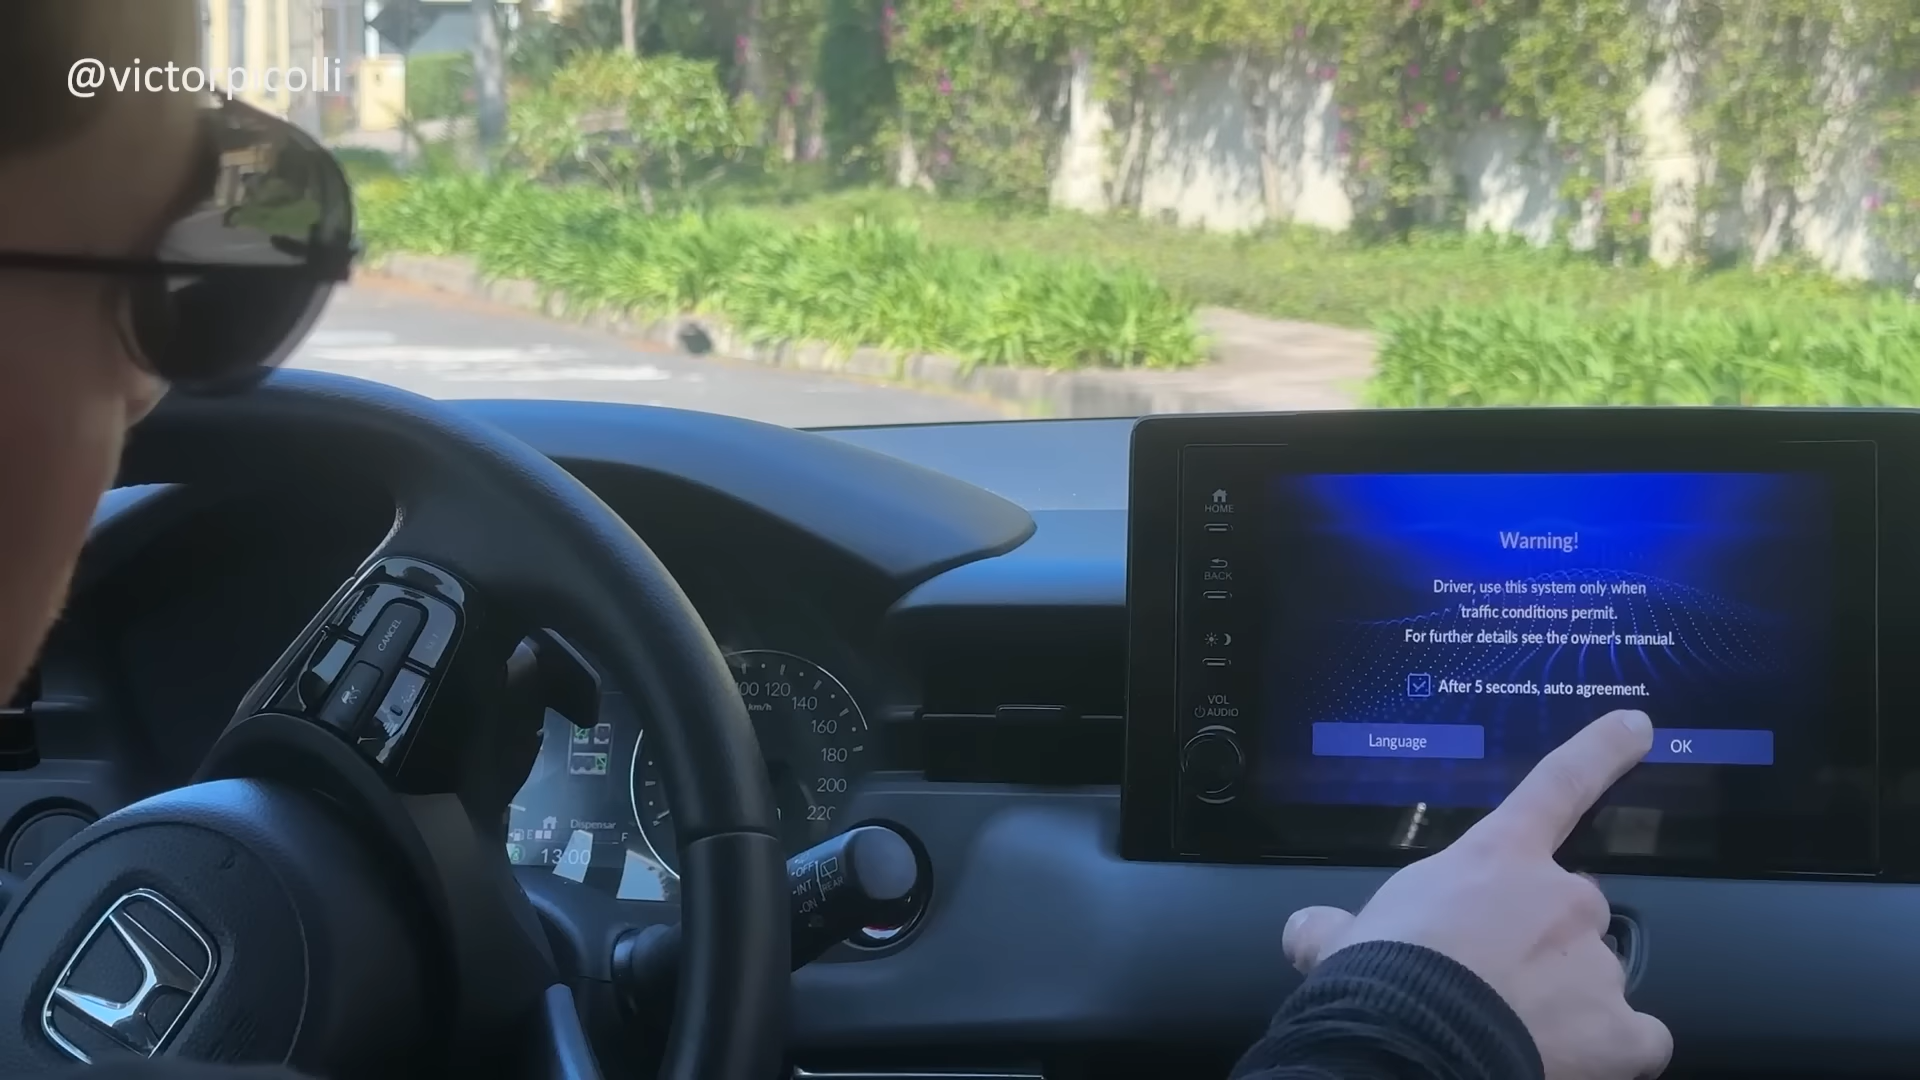 @victorpicolli
HOME
BACK
VOL
AUDIO
Warning!
Driver, use this system only when
traffic conditions permit.
For further details see the owner's manual.
After 5 seconds, auto agreement.
Language
OK
CANCEL
100 120
km/h
140
160
180
200
220
Dispensar
E
F
13:00
OFF
INT
ON
REAR